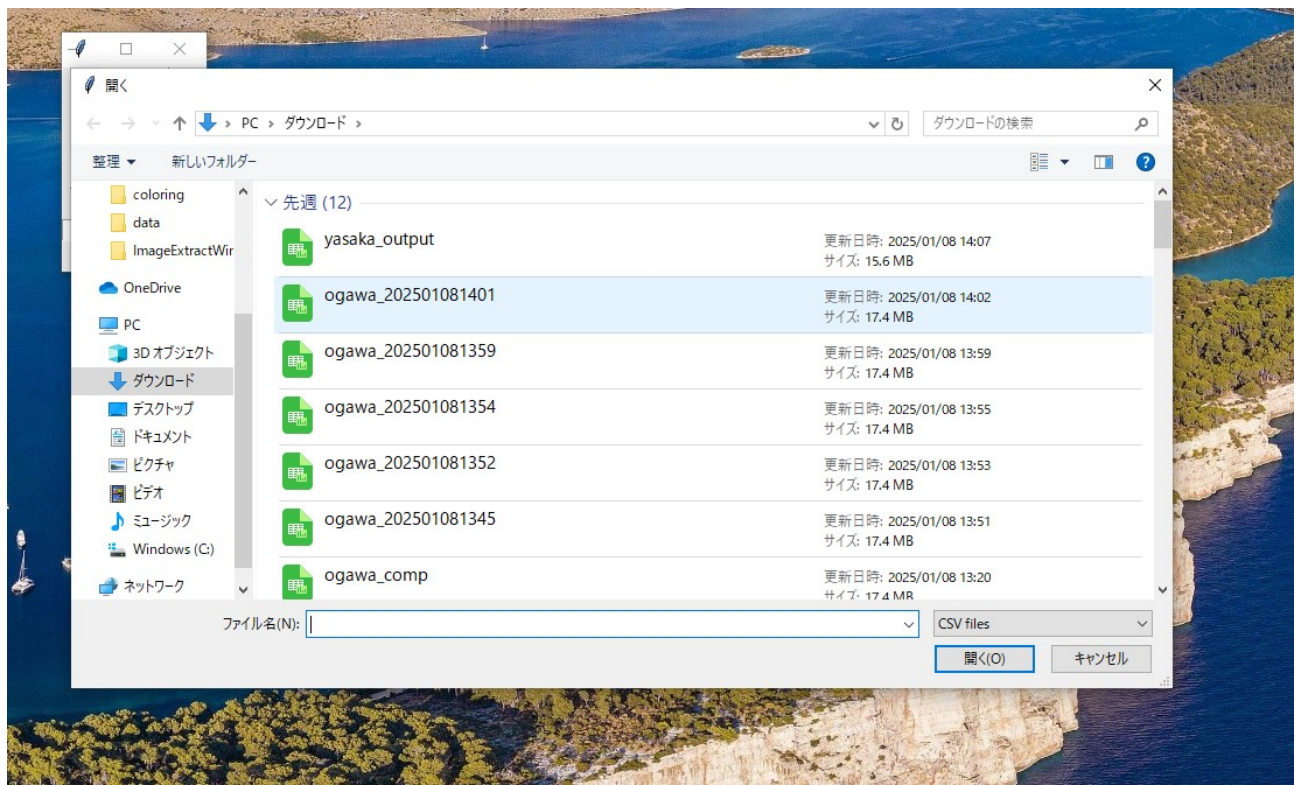 開く
PC › ダウンロード ›
ダウンロードの検索
整理
新しいフォルダー
coloring
data
ImageExtractWir
OneDrive
PC
3D オブジェクト
ダウンロード
デスクトップ
ドキュメント
ピクチャ
ビデオ
ミュージック
Windows (C:)
ネットワーク
先週 (12)
yasaka_output
更新日時: 2025/01/08 14:07
サイズ: 15.6 MB
ogawa_202501081401
更新日時: 2025/01/08 14:02
サイズ: 17.4 MB
ogawa_202501081359
更新日時: 2025/01/08 13:59
サイズ: 17.4 MB
ogawa_202501081354
更新日時: 2025/01/08 13:55
サイズ: 17.4 MB
ogawa_202501081352
更新日時: 2025/01/08 13:53
サイズ: 17.4 MB
ogawa_202501081345
更新日時: 2025/01/08 13:51
サイズ: 17.4 MB
ogawa_comp
更新日時: 2025/01/08 13:20
サイズ: 17.4 MB
ファイル名(N):
CSV files
開く(O)
キャンセル